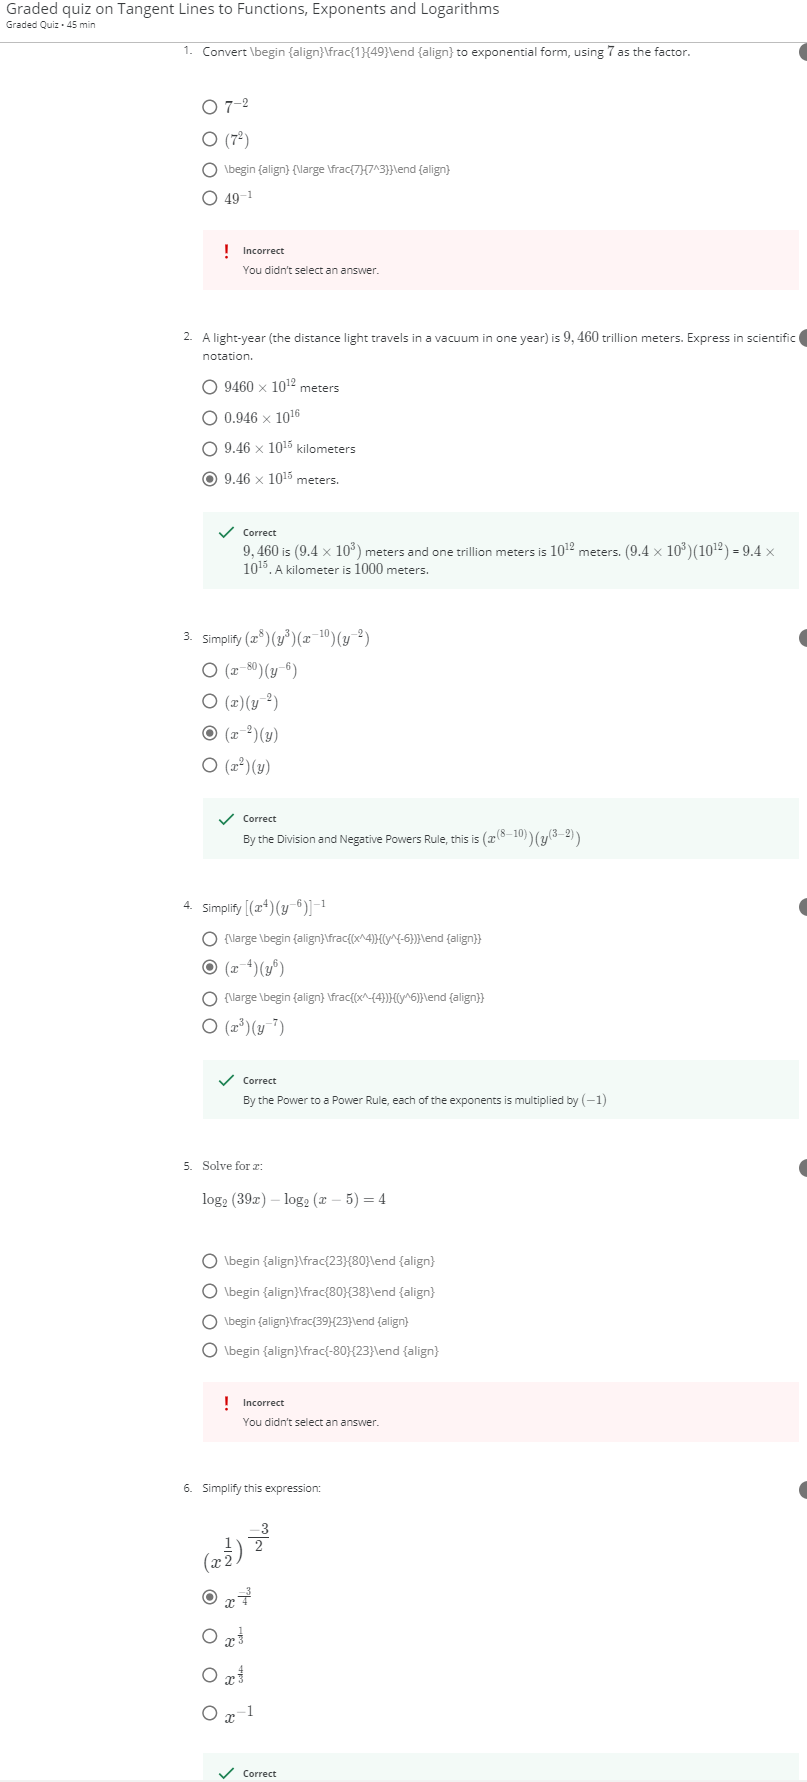 Graded quiz on Tangent Lines to Functions, Exponents and Logarithms
Graded Quiz • 45 min
1. Convert \begin {align}\frac{1}{49}\end {align} to exponential form, using 7 as the factor.
7^{-2}
(7^2)
\begin {align} {\large \frac{7}{7^3}}\end {align}
49^{-1}
! Incorrect
You didn't select an answer.
2. A light-year (the distance light travels in a vacuum in one year) is 9, 460 trillion meters. Express in scientific
notation.
9460 × 10^{12} meters
0.946 × 10^{16}
9.46 × 10^{15} kilometers
9.46 × 10^{15} meters.
Correct
9, 460 is (9.4 × 10^3) meters and one trillion meters is 10^{12} meters. (9.4 × 10^3)(10^{12}) = 9.4 ×
10^{15}. A kilometer is 1000 meters.
3. Simplify (x^8)(y^3)(x^{-10})(y^{-2})
(x^{-80})(y^{-6})
(x)(y^{-2})
(x^{-2})(y)
(x^2)(y)
Correct
By the Division and Negative Powers Rule, this is (x^{(8-10)})(y^{(3-2)})
4. Simplify [(x^4)(y^{-6})]^{-1}
{\large \begin {align}\frac{(x^4)}{(y^{-6})}\end {align}}
(x^{-4})(y^6)
{\large \begin {align} \frac{(x^-{4})}{(y^6)}\end {align}}
(x^3)(y^{-7})
Correct
By the Power to a Power Rule, each of the exponents is multiplied by (−1)
5. Solve for x:
log_2 (39x) − log_2 (x − 5) = 4
\begin {align}\frac{23}{80}\end {align}
\begin {align}\frac{80}{38}\end {align}
\begin {align}\frac{39}{23}\end {align}
\begin {align}\frac{-80}{23}\end {align}
! Incorrect
You didn't select an answer.
6. Simplify this expression:
(x^{\frac{1}{2}})^{\frac{-3}{2}}
x^{\frac{-3}{4}}
x^{\frac{1}{3}}
x^{\frac{4}{3}}
x^{-1}
Correct